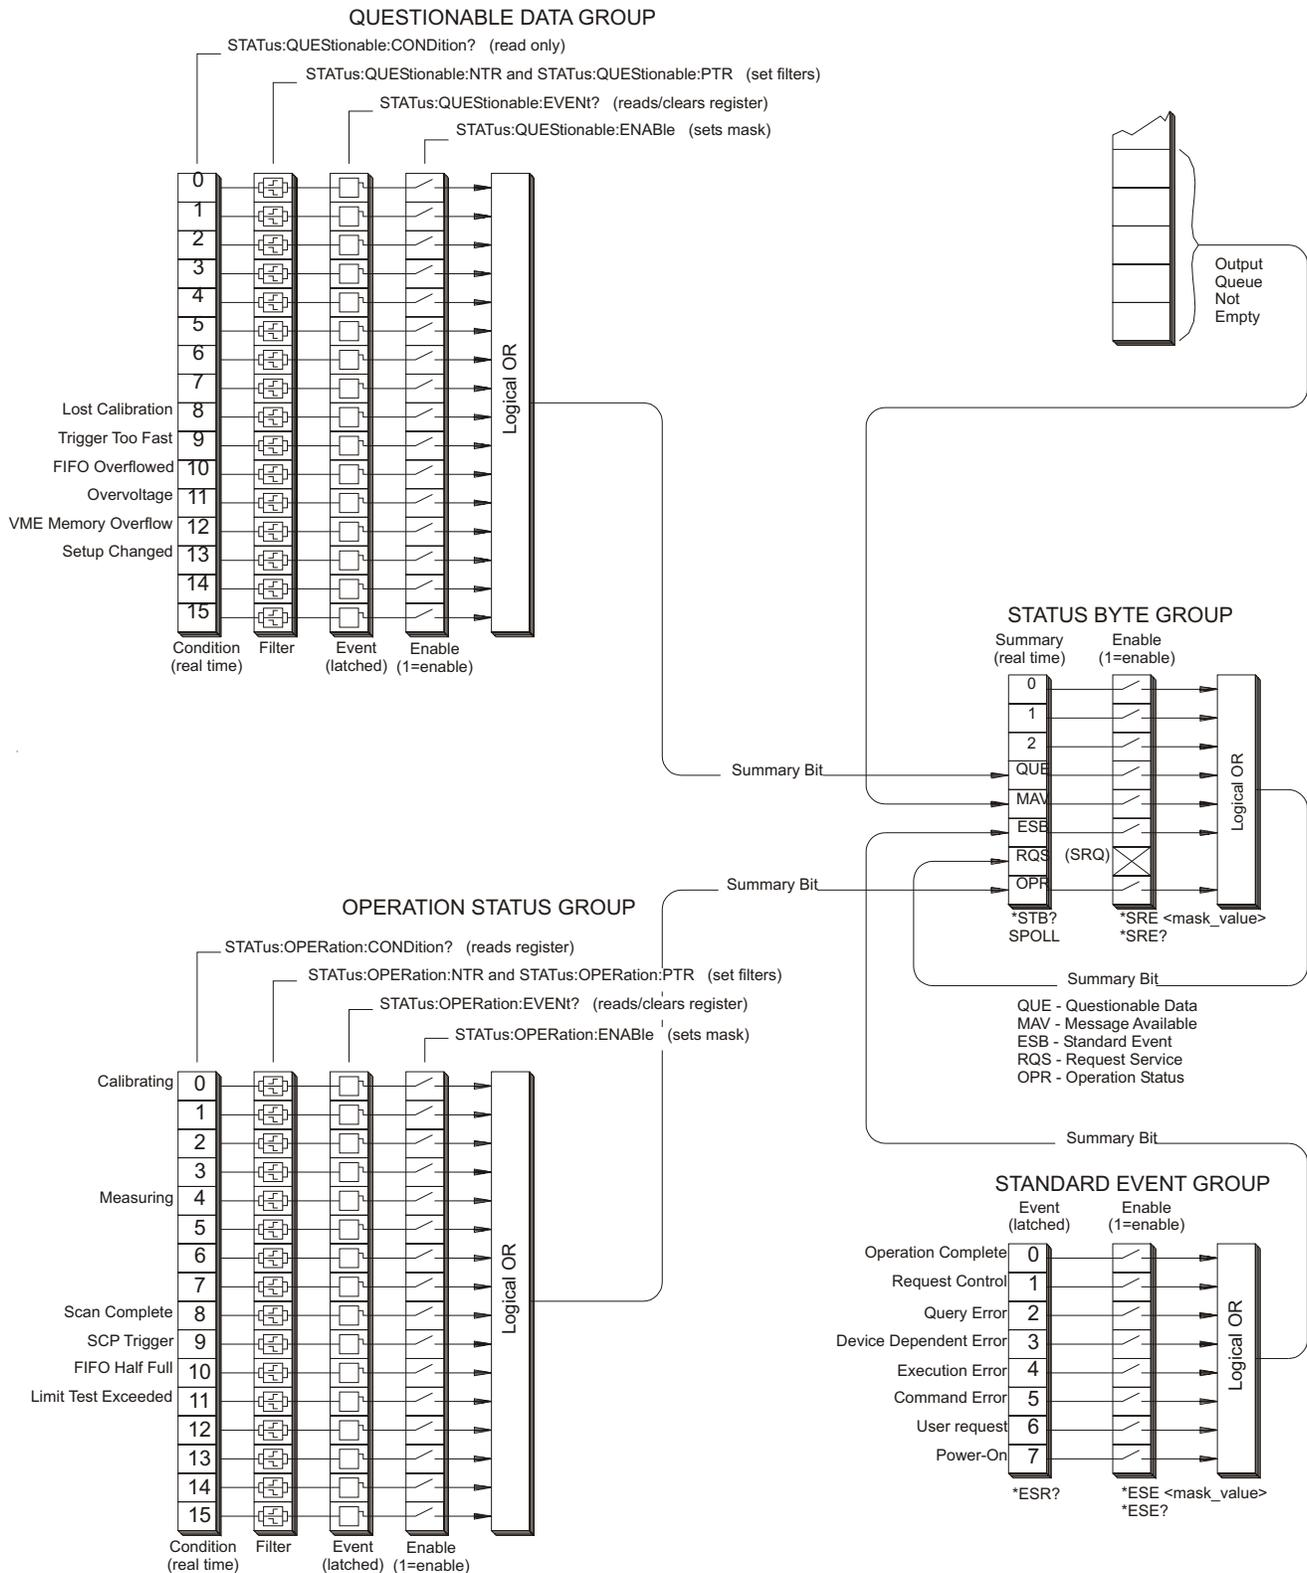 QUESTIONABLE DATA GROUP
STATus:QUEStionable:CONDition? (read only)
STATus:QUEStionable:NTR and STATus:QUEStionable:PTR (set filters)
STATus:QUEStionable:EVENt? (reads/clears register)
STATus:QUEStionable:ENABle (sets mask)
0
1
2
3
4
5
6
7
Lost Calibration 8
Trigger Too Fast 9
FIFO Overflowed 10
Overvoltage 11
VME Memory Overflow 12
Setup Changed 13
14
15
Logical OR
Condition
(real time)
Filter
Event
(latched)
Enable
(1=enable)
Output
Queue
Not
Empty
STATUS BYTE GROUP
Summary
(real time)
Enable
(1=enable)
0
1
2
Summary Bit
QUE
MAV
ESB
RQS (SRQ)
Summary Bit
OPR
Logical OR
*STB?
SPOLL
*SRE <mask_value>
*SRE?
Summary Bit
QUE - Questionable Data
MAV - Message Available
ESB - Standard Event
RQS - Request Service
OPR - Operation Status
OPERATION STATUS GROUP
STATus:OPERation:CONDition? (reads register)
STATus:OPERation:NTR and STATus:OPERation:PTR (set filters)
STATus:OPERation:EVENt? (reads/clears register)
STATus:OPERation:ENABle (sets mask)
Calibrating 0
1
2
3
Measuring 4
5
6
7
Scan Complete 8
SCP Trigger 9
FIFO Half Full 10
Limit Test Exceeded 11
12
13
14
15
Logical OR
Condition
(real time)
Filter
Event
(latched)
Enable
(1=enable)
Summary Bit
STANDARD EVENT GROUP
Event
(latched)
Enable
(1=enable)
Operation Complete 0
Request Control 1
Query Error 2
Device Dependent Error 3
Execution Error 4
Command Error 5
User request 6
Power-On 7
Logical OR
*ESR?
*ESE <mask_value>
*ESE?